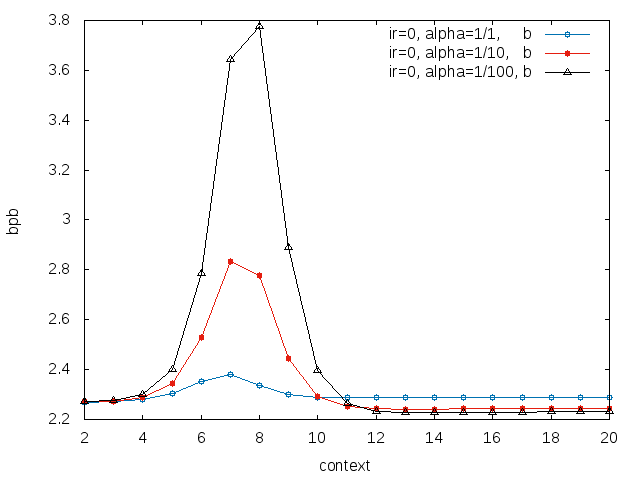 3.8
3.6
3.4
3.2
3
2.8
2.6
2.4
2.2
2 4 6 8 10 12 14 16 18 20
bpb
context
ir=0, alpha=1/1, b
ir=0, alpha=1/10, b
ir=0, alpha=1/100, b